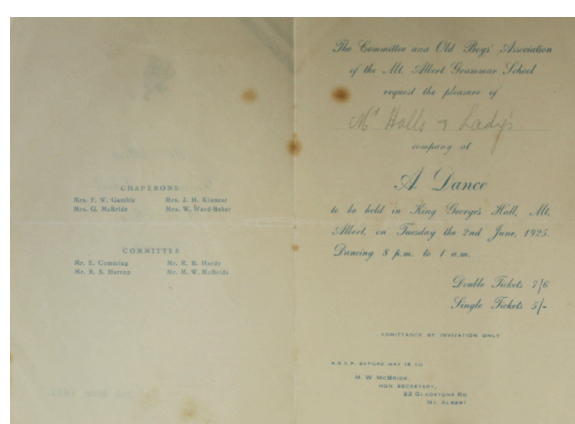 CHAPERONS
Mrs. F. W. Gamble Mrs. J. H. Kinnear
Mrs. G. McBride Mrs. W. Ward-Baker
COMMITTEE
Mr. E. Comming Mr. R. B. Hardy
Mr. R. S. Harrop Mr. M. W. McBride
The Committee and Old Boys' Association
of the Mt. Albert Grammar School
request the pleasure of
Mr Halls & Lady's
company at
A Dance
to be held in King George's Hall, Mt.
Albert, on Tuesday the 2nd June, 1925.
Dancing 8 p.m. to 1 a.m.
Double Tickets 7/6
Single Tickets 5/-
ADMITTANCE BY INVITATION ONLY
R.S.V.P. BEFORE MAY 18 TO
M. W. McBRIDE,
HON. SECRETARY,
22 GLADSTONE RD
MT. ALBERT